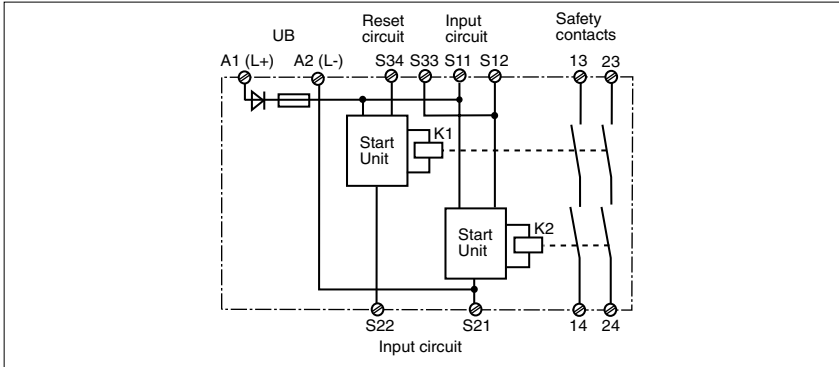 UB
Reset circuit
Input circuit
Safety contacts
A1 (L+)
A2 (L-)
S34
S33
S11
S12
13
23
Start Unit
K1
Start Unit
K2
S22
S21
14
24
Input circuit